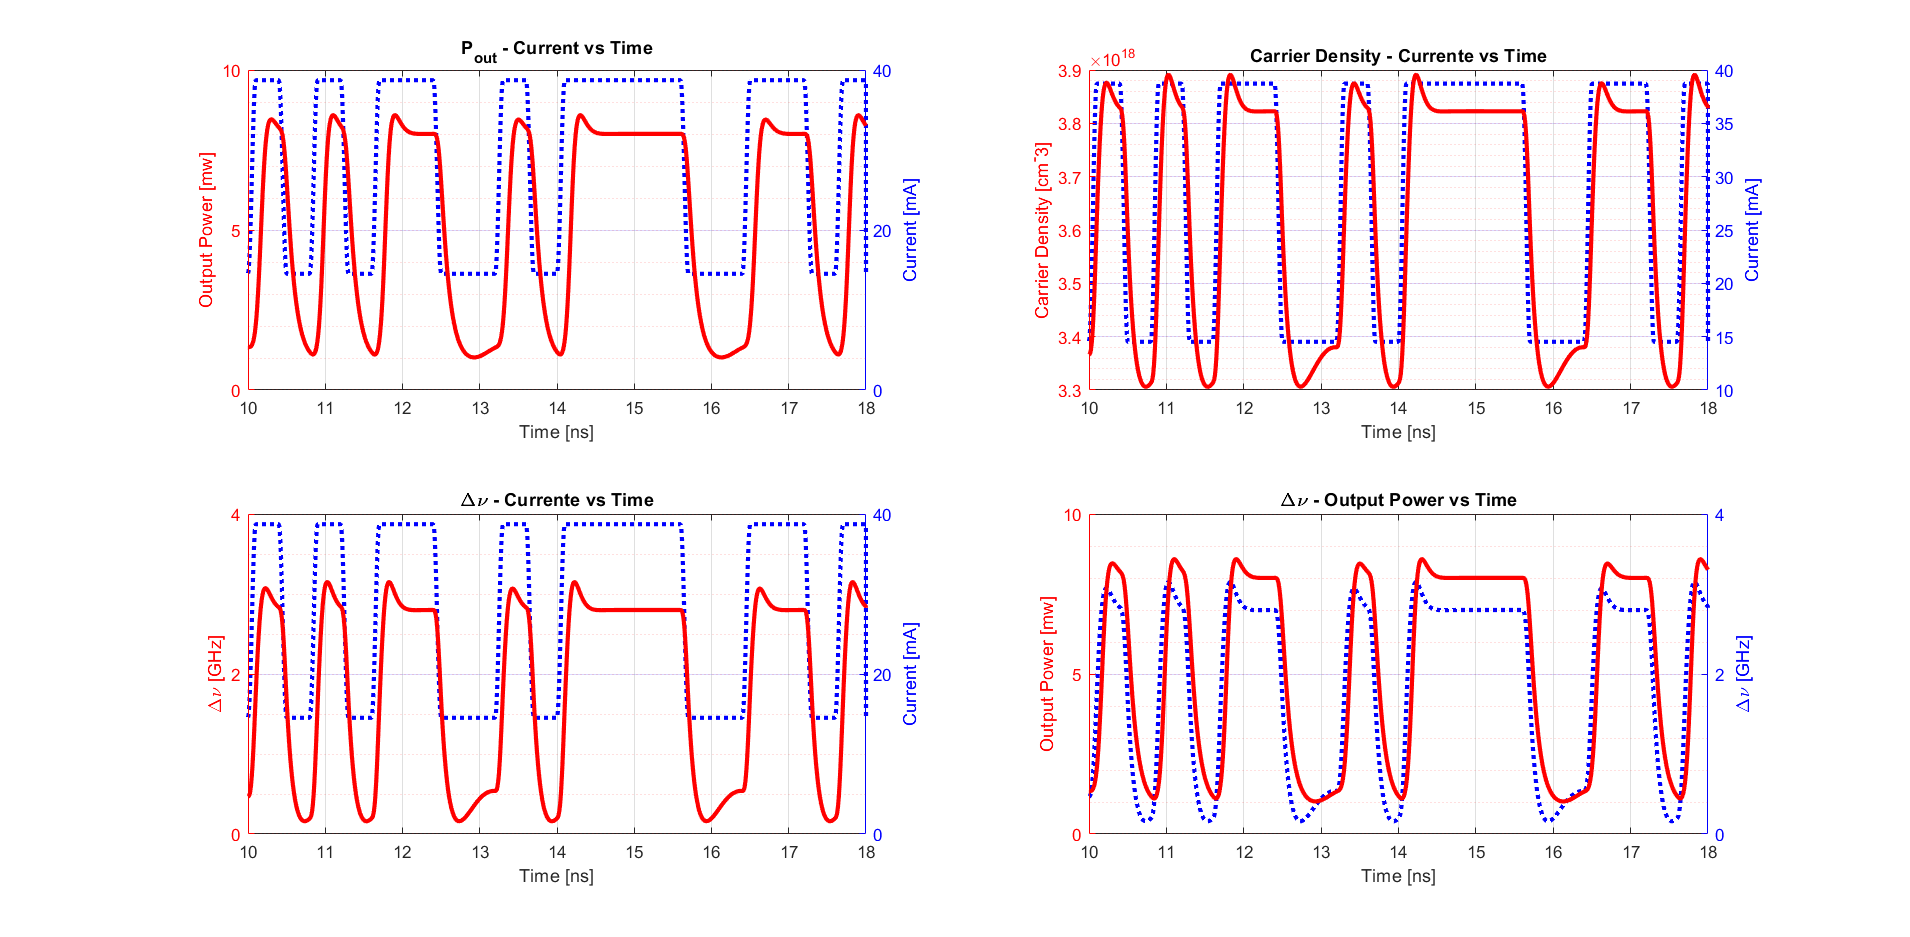 P_out - Current vs Time
10
5
0
Output Power [mw]
40
20
0
Current [mA]
10 11 12 13 14 15 16 17 18
Time [ns]
Carrier Density - Currente vs Time
×10^18
3.9
3.8
3.7
3.6
3.5
3.4
3.3
Carrier Density [cm^-3]
40
35
30
25
20
15
10
Current [mA]
10 11 12 13 14 15 16 17 18
Time [ns]
Δν - Currente vs Time
4
2
0
Δν [GHz]
40
20
0
Current [mA]
10 11 12 13 14 15 16 17 18
Time [ns]
Δν - Output Power vs Time
10
5
0
Output Power [mw]
4
2
0
Δν [GHz]
10 11 12 13 14 15 16 17 18
Time [ns]